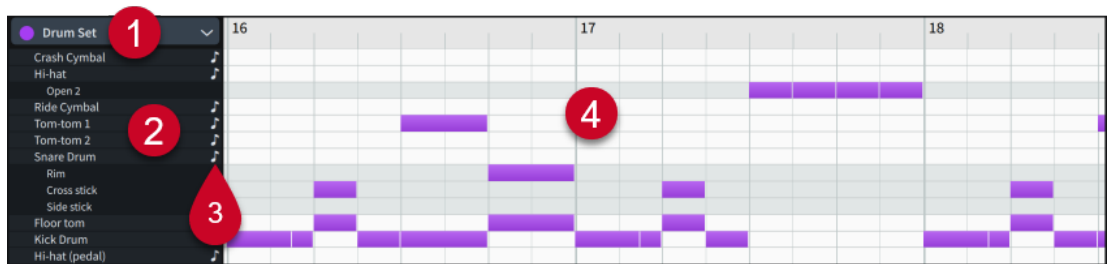 Drum Set 1 16 17 18
Crash Cymbal
Hi-hat
Open 2
Ride Cymbal
4
Tom-tom 1
2
Tom-tom 2
Snare Drum
Rim
Cross stick
3
Side stick
Floor tom
Kick Drum
Hi-hat (pedal)